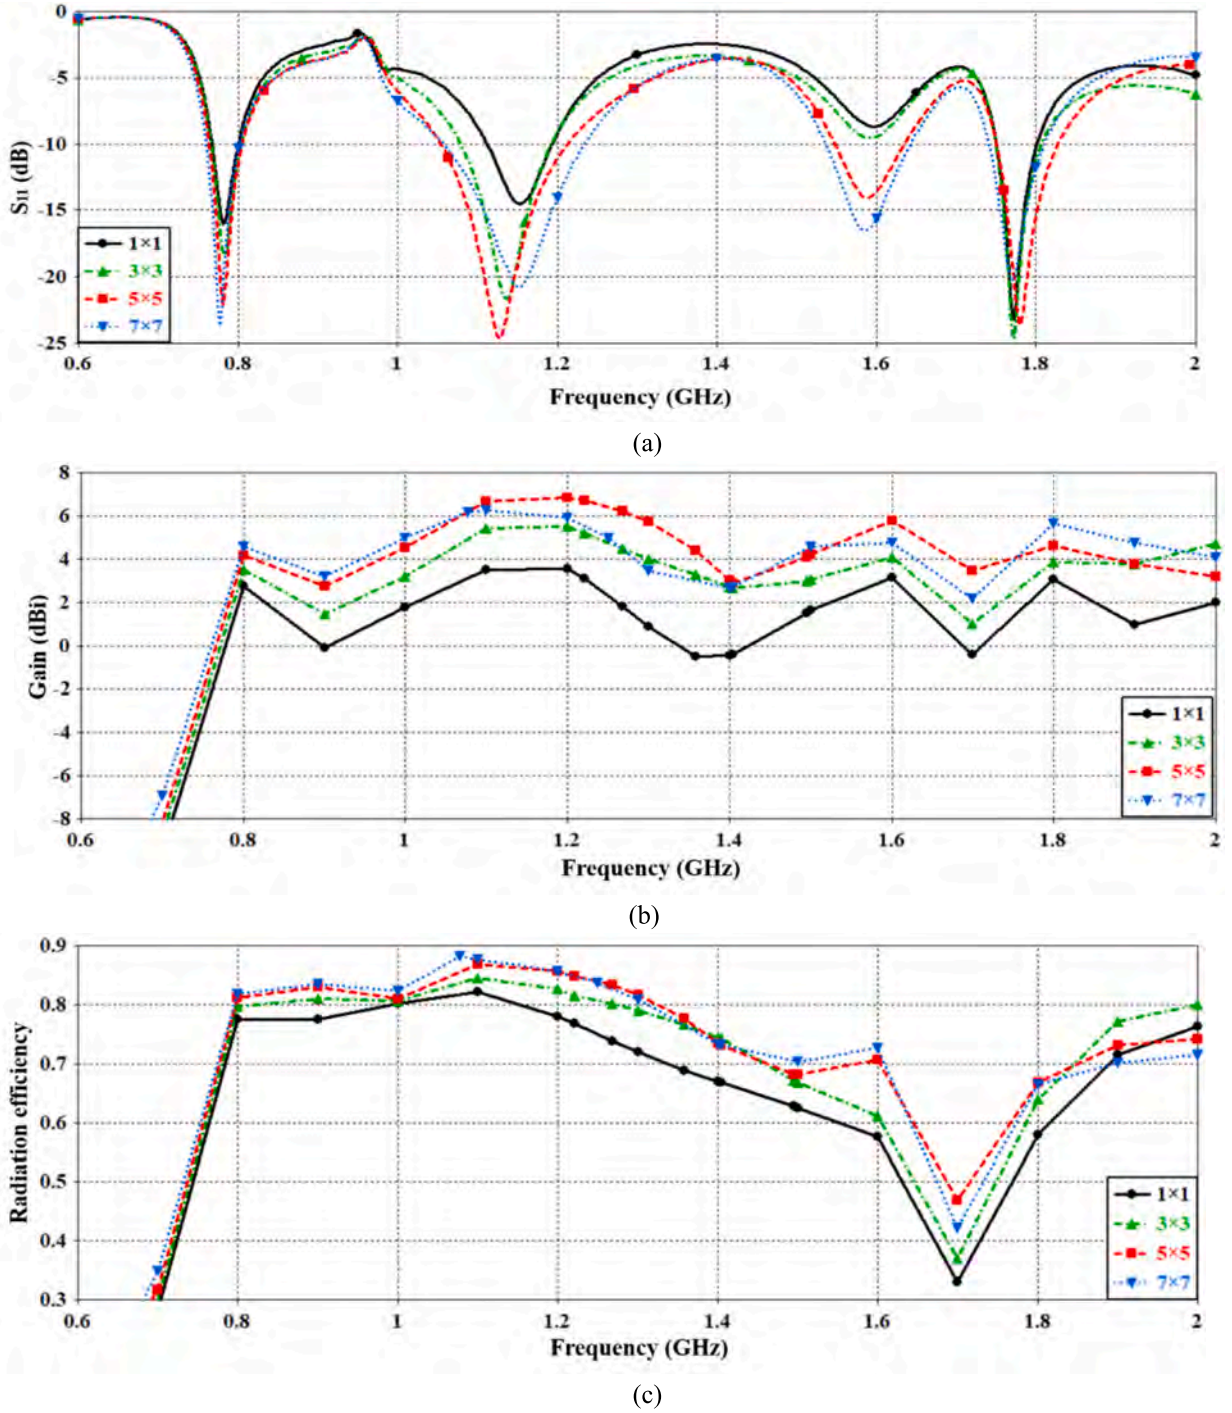 0
-5
-10
-15
-20
-25
S11 (dB)
1×1
3×3
5×5
7×7
0.6 0.8 1 1.2 1.4 1.6 1.8 2
Frequency (GHz)
(a)
8
6
4
2
0
-2
-4
-6
-8
Gain (dBi)
1×1
3×3
5×5
7×7
0.6 0.8 1 1.2 1.4 1.6 1.8 2
Frequency (GHz)
(b)
0.9
0.8
0.7
0.6
0.5
0.4
0.3
Radiation efficiency
1×1
3×3
5×5
7×7
0.6 0.8 1 1.2 1.4 1.6 1.8 2
Frequency (GHz)
(c)